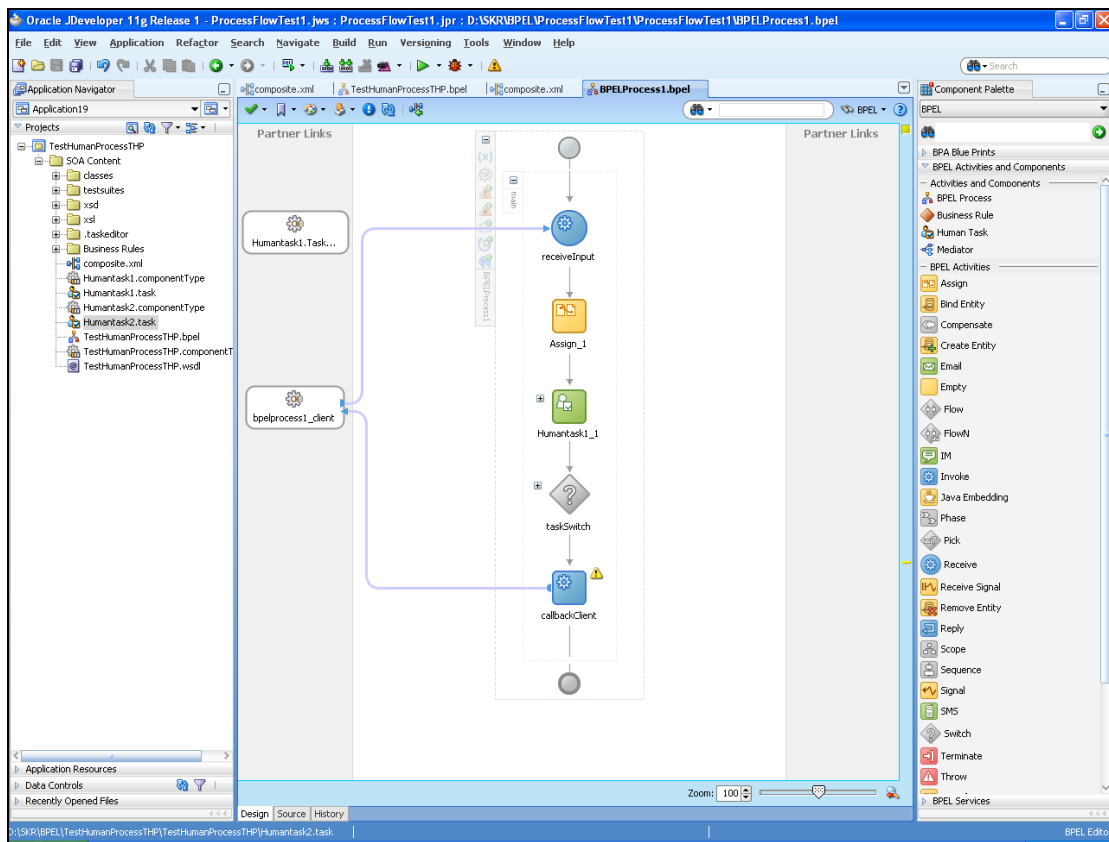 Oracle JDeveloper 11g Release 1 - ProcessFlowTest1.jws : ProcessFlowTest1.jpr : D:\SKR\BPEL\ProcessFlowTest1\ProcessFlowTest1\BPELProcess1.bpel
File Edit View Application Refactor Search Navigate Build Run Versioning Tools Window Help
Search
Application Navigator
Application19
Projects
TestHumanProcessTHP
SOA Content
classes
testsuites
xsd
xsl
.taskeditor
Business Rules
composite.xml
Humantask1.componentType
Humantask1.task
Humantask2.componentType
Humantask2.task
TestHumanProcessTHP.bpel
TestHumanProcessTHP.componentT
TestHumanProcessTHP.wsdl
Application Resources
Data Controls
Recently Opened Files
composite.xml TestHumanProcessTHP.bpel composite.xml BPELProcess1.bpel
BPEL
Partner Links
Partner Links
(x)
BPELProcess1
main
Humantask1.Task...
bpelprocess1_client
receiveInput
Assign_1
Humantask1_1
taskSwitch
callbackClient
Zoom: 100
Design Source History
Component Palette
BPEL
BPA Blue Prints
BPEL Activities and Components
Activities and Components
BPEL Process
Business Rule
Human Task
Mediator
BPEL Activities
Assign
Bind Entity
Compensate
Create Entity
Email
Empty
Flow
FlowN
IM
Invoke
Java Embedding
Phase
Pick
Receive
Receive Signal
Remove Entity
Reply
Scope
Sequence
Signal
SMS
Switch
Terminate
Throw
BPEL Services
D:\SKR\BPEL\TestHumanProcessTHP\TestHumanProcessTHP\Humantask2.task
BPEL Edito